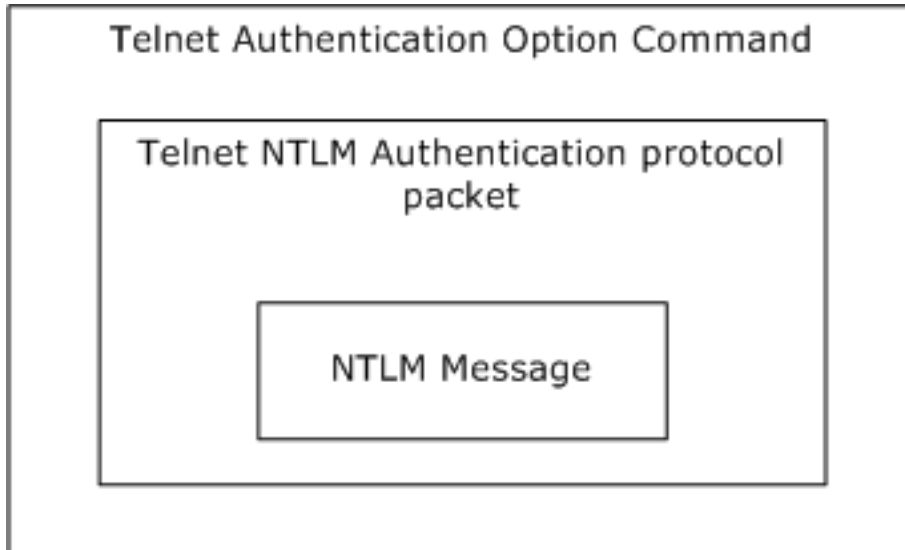 Telnet Authentication Option Command
Telnet NTLM Authentication protocol
packet
NTLM Message